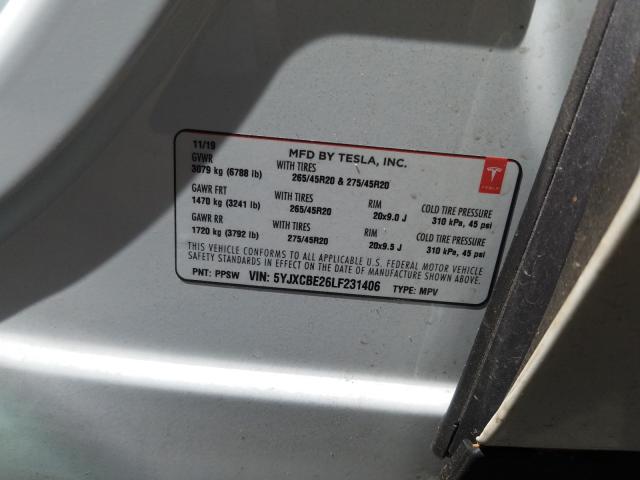 11/19 MFD BY TESLA, INC.
GVWR WITH TIRES
3079 kg (6788 lb) 265/45R20 & 275/45R20
TESLA
GAWR FRT WITH TIRES RIM COLD TIRE PRESSURE
1470 kg (3241 lb) 265/45R20 20x9.0 J 310 kPa, 45 psi
GAWR RR WITH TIRES RIM COLD TIRE PRESSURE
1720 kg (3792 lb) 275/45R20 20x9.5 J 310 kPa, 45 psi
THIS VEHICLE CONFORMS TO ALL APPLICABLE U.S. FEDERAL MOTOR VEHICLE
SAFETY STANDARDS IN EFFECT ON THE DATE OF MANUFACTURE SHOWN ABOVE.
PNT: PPSW VIN: 5YJXCBE26LF231406 TYPE: MPV